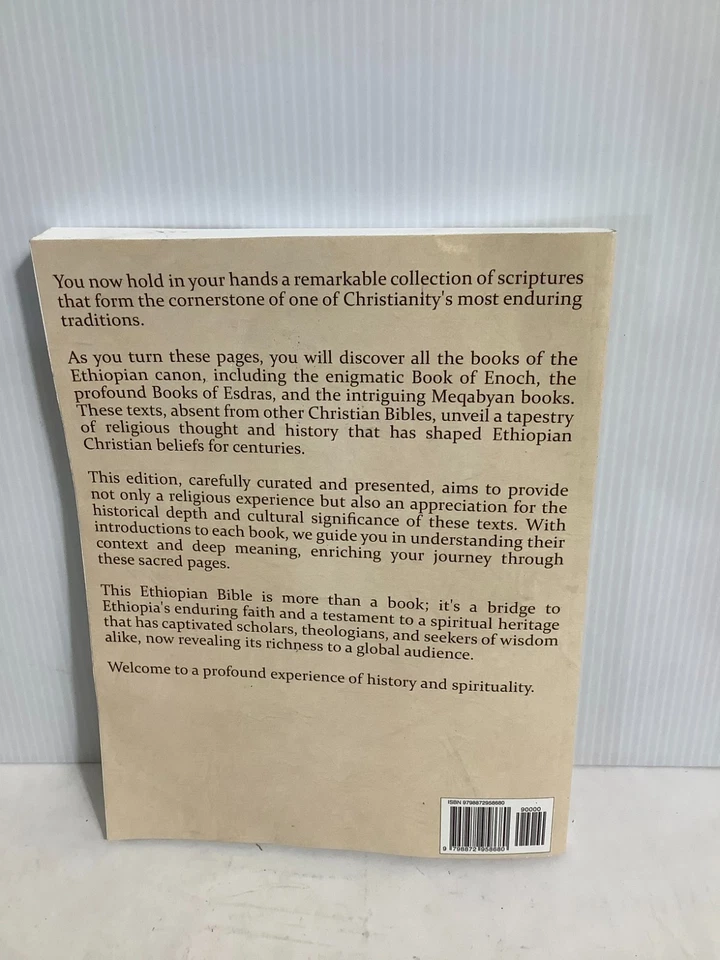 You now hold in your hands a remarkable collection of scriptures
that form the cornerstone of one of Christianity's most enduring
traditions.
As you turn these pages, you will discover all the books of the
Ethiopian canon, including the enigmatic Book of Enoch, the
profound Books of Esdras, and the intriguing Meqabyan books.
These texts, absent from other Christian Bibles, unveil a tapestry
of religious thought and history that has shaped Ethiopian
Christian beliefs for centuries.
This edition, carefully curated and presented, aims to provide
not only a religious experience but also an appreciation for the
historical depth and cultural significance of these texts. With
introductions to each book, we guide you in understanding their
context and deep meaning, enriching your journey through
these sacred pages.
This Ethiopian Bible is more than a book; it's a bridge to
Ethiopia's enduring faith and a testament to a spiritual heritage
that has captivated scholars, theologians, and seekers of wisdom
alike, now revealing its richness to a global audience.
Welcome to a profound experience of history and spirituality.
ISBN 9798872958680
90000
9 798872 958680